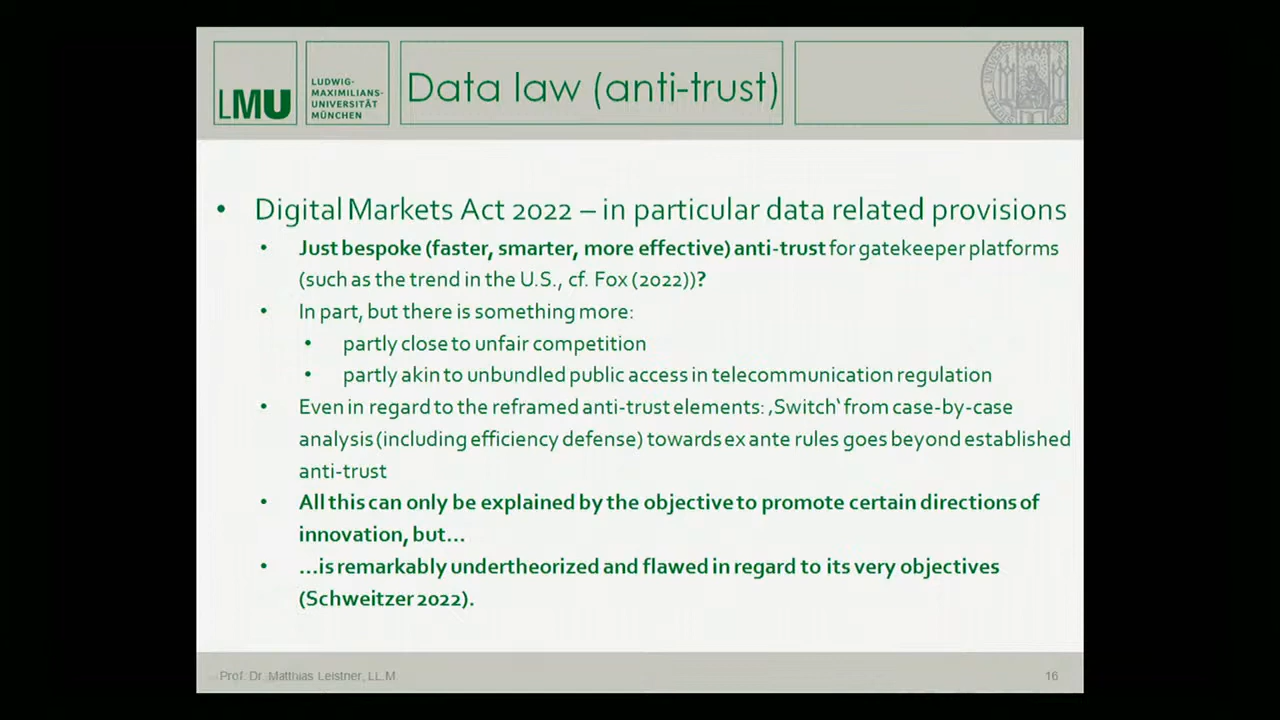 LMU
LUDWIG-
MAXIMILIANS-
UNIVERSITÄT
MÜNCHEN
Data law (anti-trust)
• Digital Markets Act 2022 – in particular data related provisions
• Just bespoke (faster, smarter, more effective) anti-trust for gatekeeper platforms
(such as the trend in the U.S., cf. Fox (2022))?
• In part, but there is something more:
• partly close to unfair competition
• partly akin to unbundled public access in telecommunication regulation
• Even in regard to the reframed anti-trust elements: ‚Switch‘ from case-by-case
analysis (including efficiency defense) towards ex ante rules goes beyond established
anti-trust
• All this can only be explained by the objective to promote certain directions of
innovation, but…
• …is remarkably undertheorized and flawed in regard to its very objectives
(Schweitzer 2022).
Prof. Dr. Matthias Leistner, LL.M
16